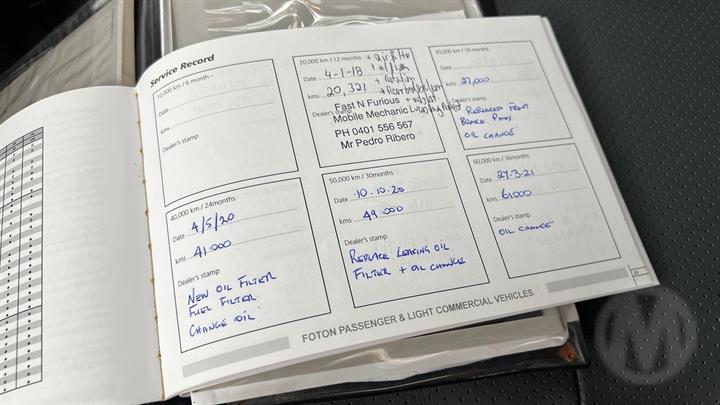 Service Record
10,000 km / 6 month
Date
kms
Dealer's stamp
20,000 km / 12 months
Date 4-1-18
kms 20,321
Dealer's
Fast N Furious
Mobile Mechanic
PH 0401 556 567
Mr Pedro Ribero
30,000 km / 18 months
Date
kms 27,000
Dealer's stamp
REPLACED FRONT
BRAKE PADS
OIL CHANGE
40,000 km / 24months
Date 4/5/20
kms 41.000
Dealer's stamp
NEW OIL FILTER
FUEL FILTER.
CHANGE OIL
50,000 km / 30months
Date 10.10.20
kms 49.000
Dealer's stamp
REPLACE LEAKING OIL
FILTER + OIL CHANGE
60,000 km / 36months
Date 27.3.21
kms 61000
Dealer's stamp
OIL CHANGE
FOTON PASSENGER & LIGHT COMMERCIAL VEHICLES
M